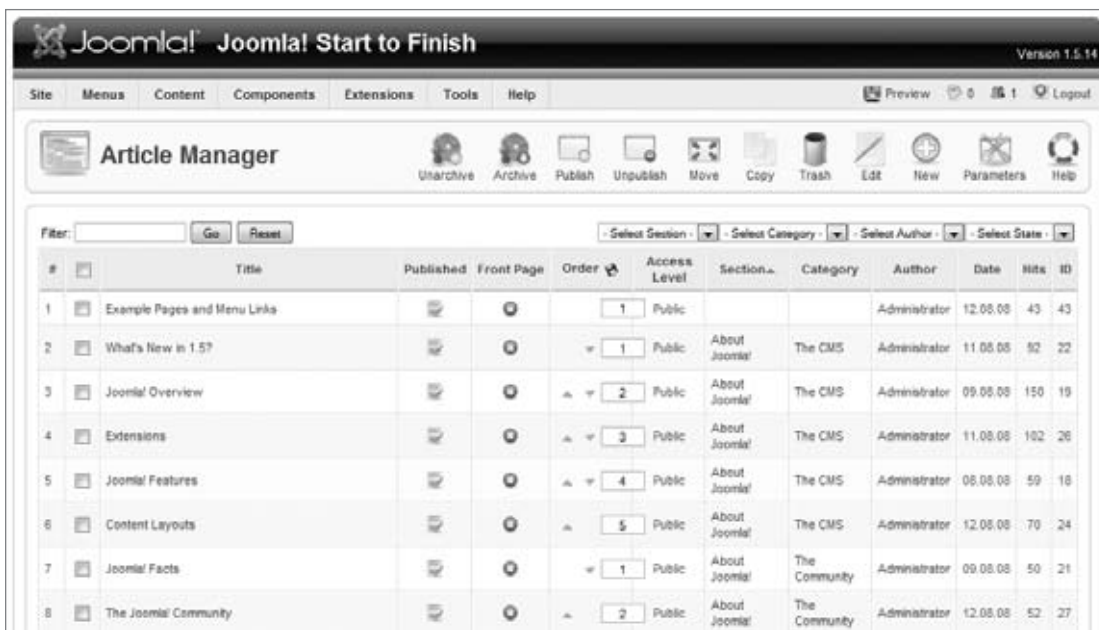 Joomla! Joomla! Start to Finish
Version 1.5.14
Site Menus Content Components Extensions Tools Help Preview 0 1 Logout
Article Manager
Unarchive Archive Publish Unpublish Move Copy Trash Edit New Parameters Help
Filter: Go Reset - Select Section - - Select Category - - Select Author - - Select State -
# Title Published Front Page Order Access Level Section Category Author Date Hits ID
1 Example Pages and Menu Links 1 Public Administrator 12.08.08 43 43
2 What's New in 1.5? 1 Public About Joomla! The CMS Administrator 11.08.08 92 22
3 Joomla! Overview 2 Public About Joomla! The CMS Administrator 09.08.08 150 19
4 Extensions 3 Public About Joomla! The CMS Administrator 11.08.08 102 26
5 Joomla! Features 4 Public About Joomla! The CMS Administrator 08.08.08 59 18
6 Content Layouts 5 Public About Joomla! The CMS Administrator 12.08.08 70 24
7 Joomla! Facts 1 Public About Joomla! The Community Administrator 09.08.08 50 21
8 The Joomla! Community 2 Public About Joomla! The Community Administrator 12.08.08 52 27